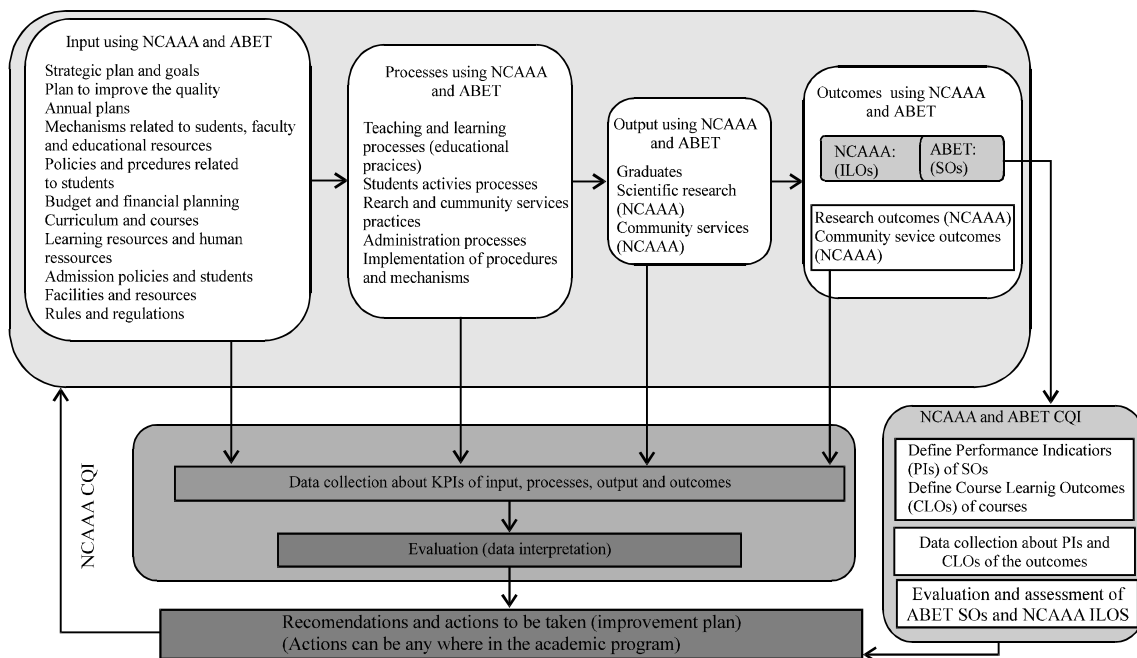 Input using NCAAA and ABET
Strategic plan and goals
Plan to improve the quality
Annual plans
Mechanisms related to sudents, faculty
and educational resources
Policies and prcedures related
to students
Budget and financial planning
Curriculum and courses
Learning resources and human
ressources
Admission policies and students
Facilities and resources
Rules and regulations
Processes using NCAAA
and ABET
Teaching and learning
processes (educational
pracices)
Students activies processes
Rearch and cummunity services
practices
Administration processes
Implementation of procedures
and mechanisms
Output using NCAAA
and ABET
Graduates
Scientific research
(NCAAA)
Community services
(NCAAA)
Outcomes using NCAAA
and ABET
NCAAA:
(ILOs)
ABET:
(SOs)
Research outcomes (NCAAA)
Community sevice outcomes
(NCAAA)
NCAAA CQI
Data collection about KPIs of input, processes, output and outcomes
Evaluation (data interpretation)
Recomendations and actions to be taken (improvement plan)
(Actions can be any where in the academic program)
NCAAA and ABET CQI
Define Performance Indicatiors
(PIs) of SOs
Define Course Learnig Outcomes
(CLOs) of courses
Data collection about PIs and
CLOs of the outcomes
Evaluation and assessment of
ABET SOs and NCAAA ILOS